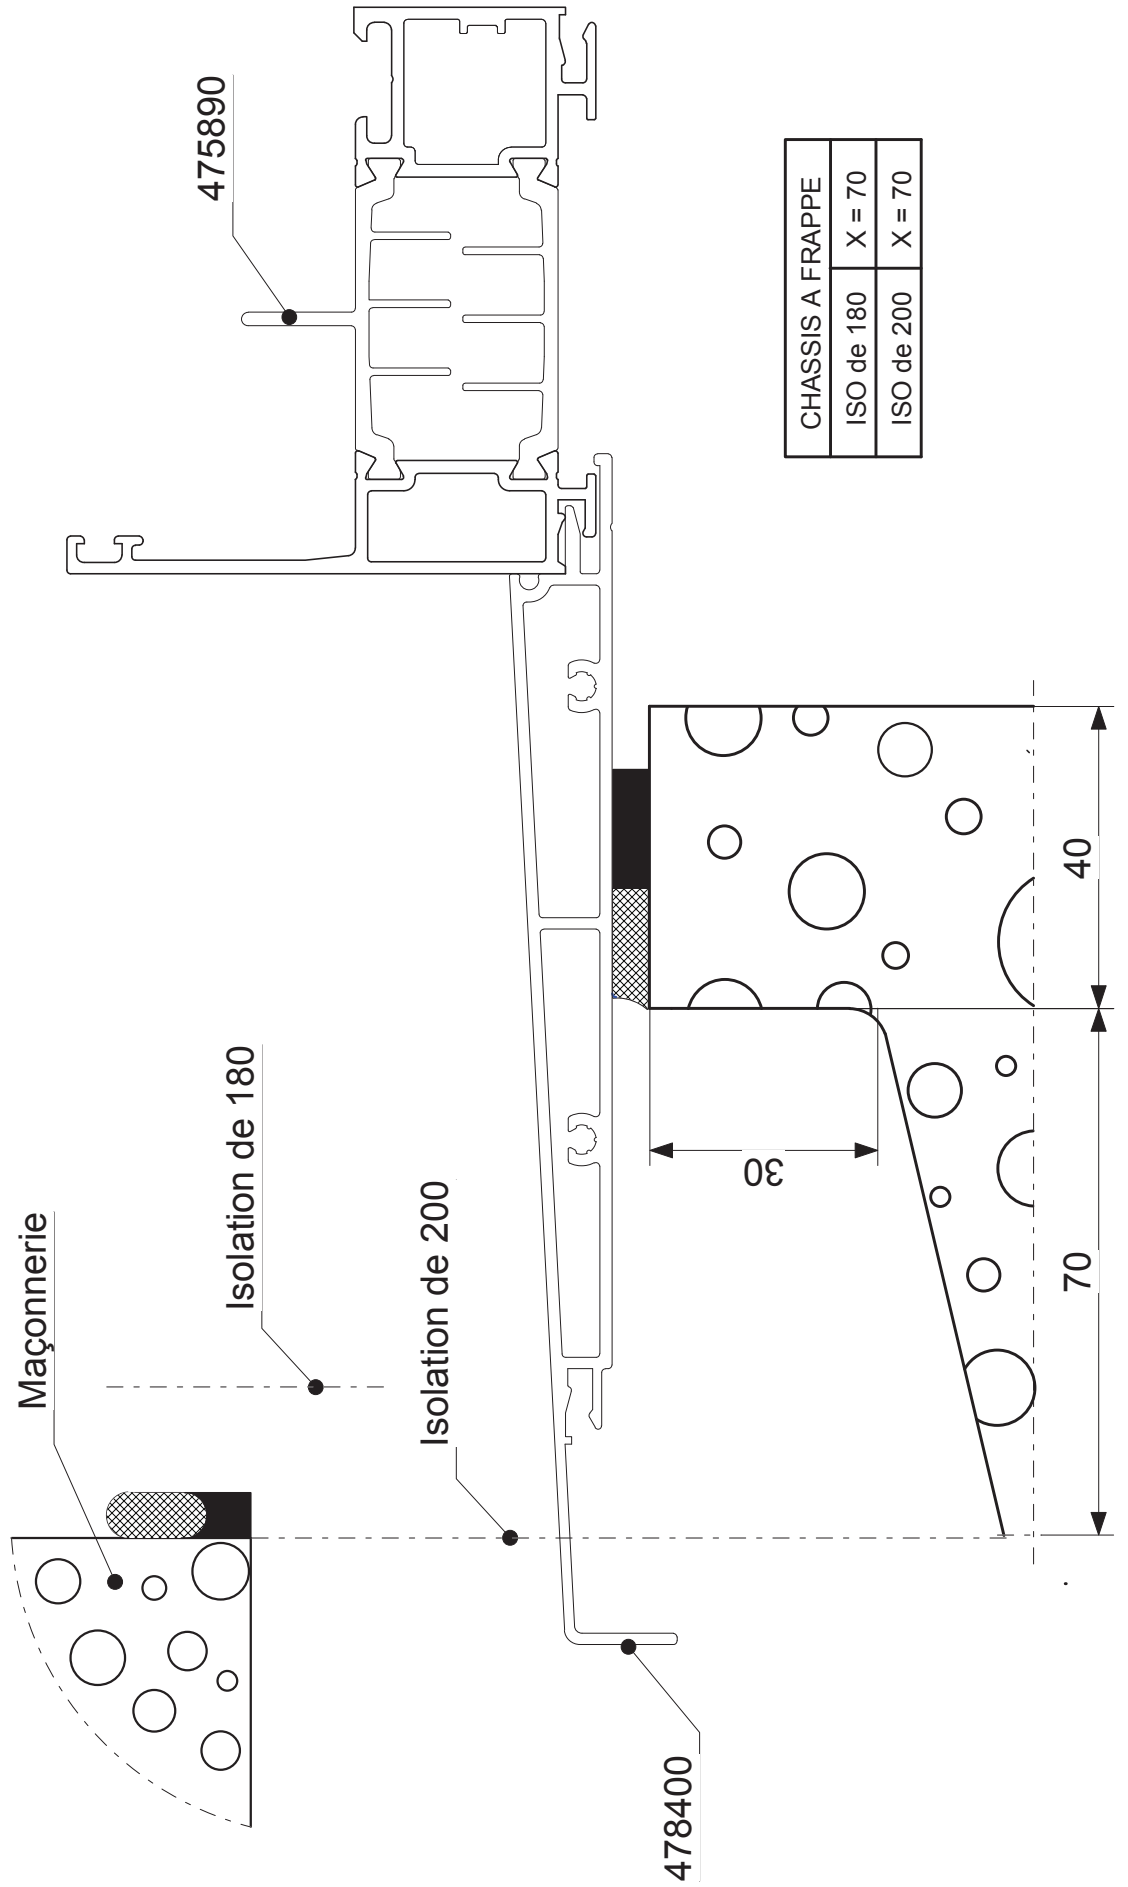 475890
Maçonnerie
Isolation de 180
Isolation de 200
478400
30
40
70
CHASSIS A FRAPPE
ISO de 180 X = 70
ISO de 200 X = 70